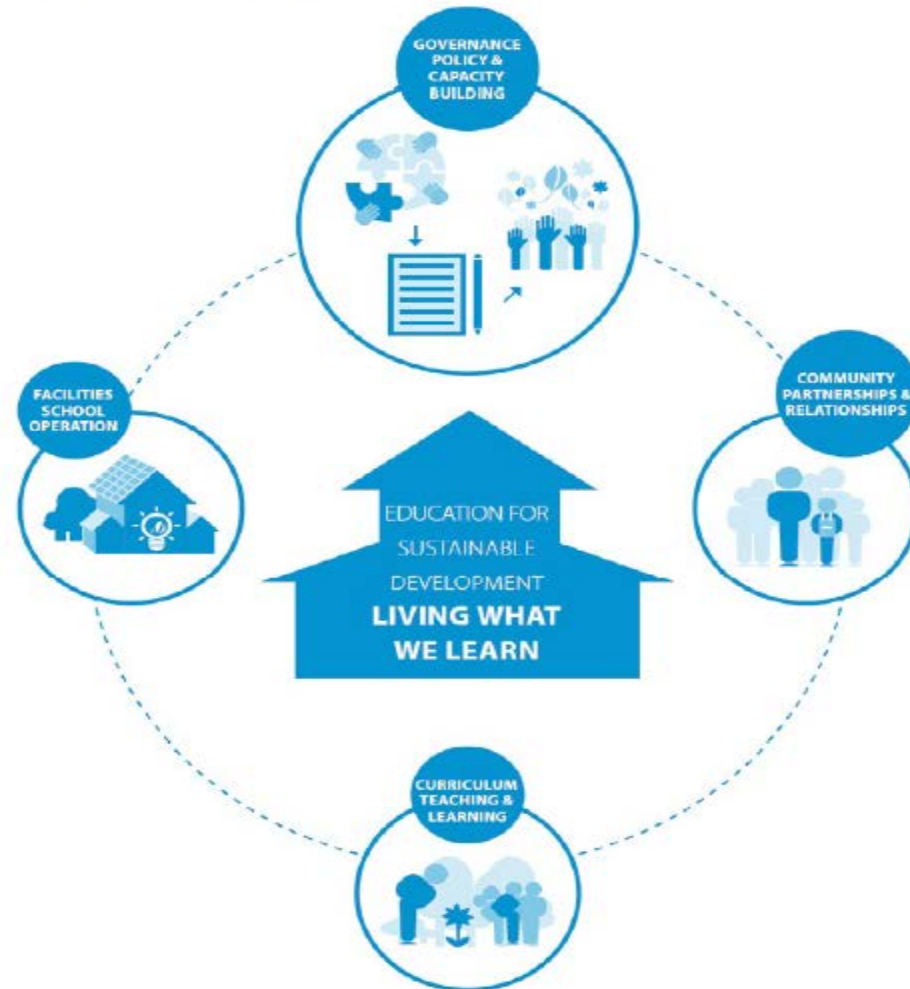 GOVERNANCE
POLICY &
CAPACITY
BUILDING
FACILITIES
SCHOOL
OPERATION
COMMUNITY
PARTNERSHIPS &
RELATIONSHIPS
EDUCATION FOR
SUSTAINABLE
DEVELOPMENT
LIVING WHAT
WE LEARN
CURRICULUM
TEACHING &
LEARNING